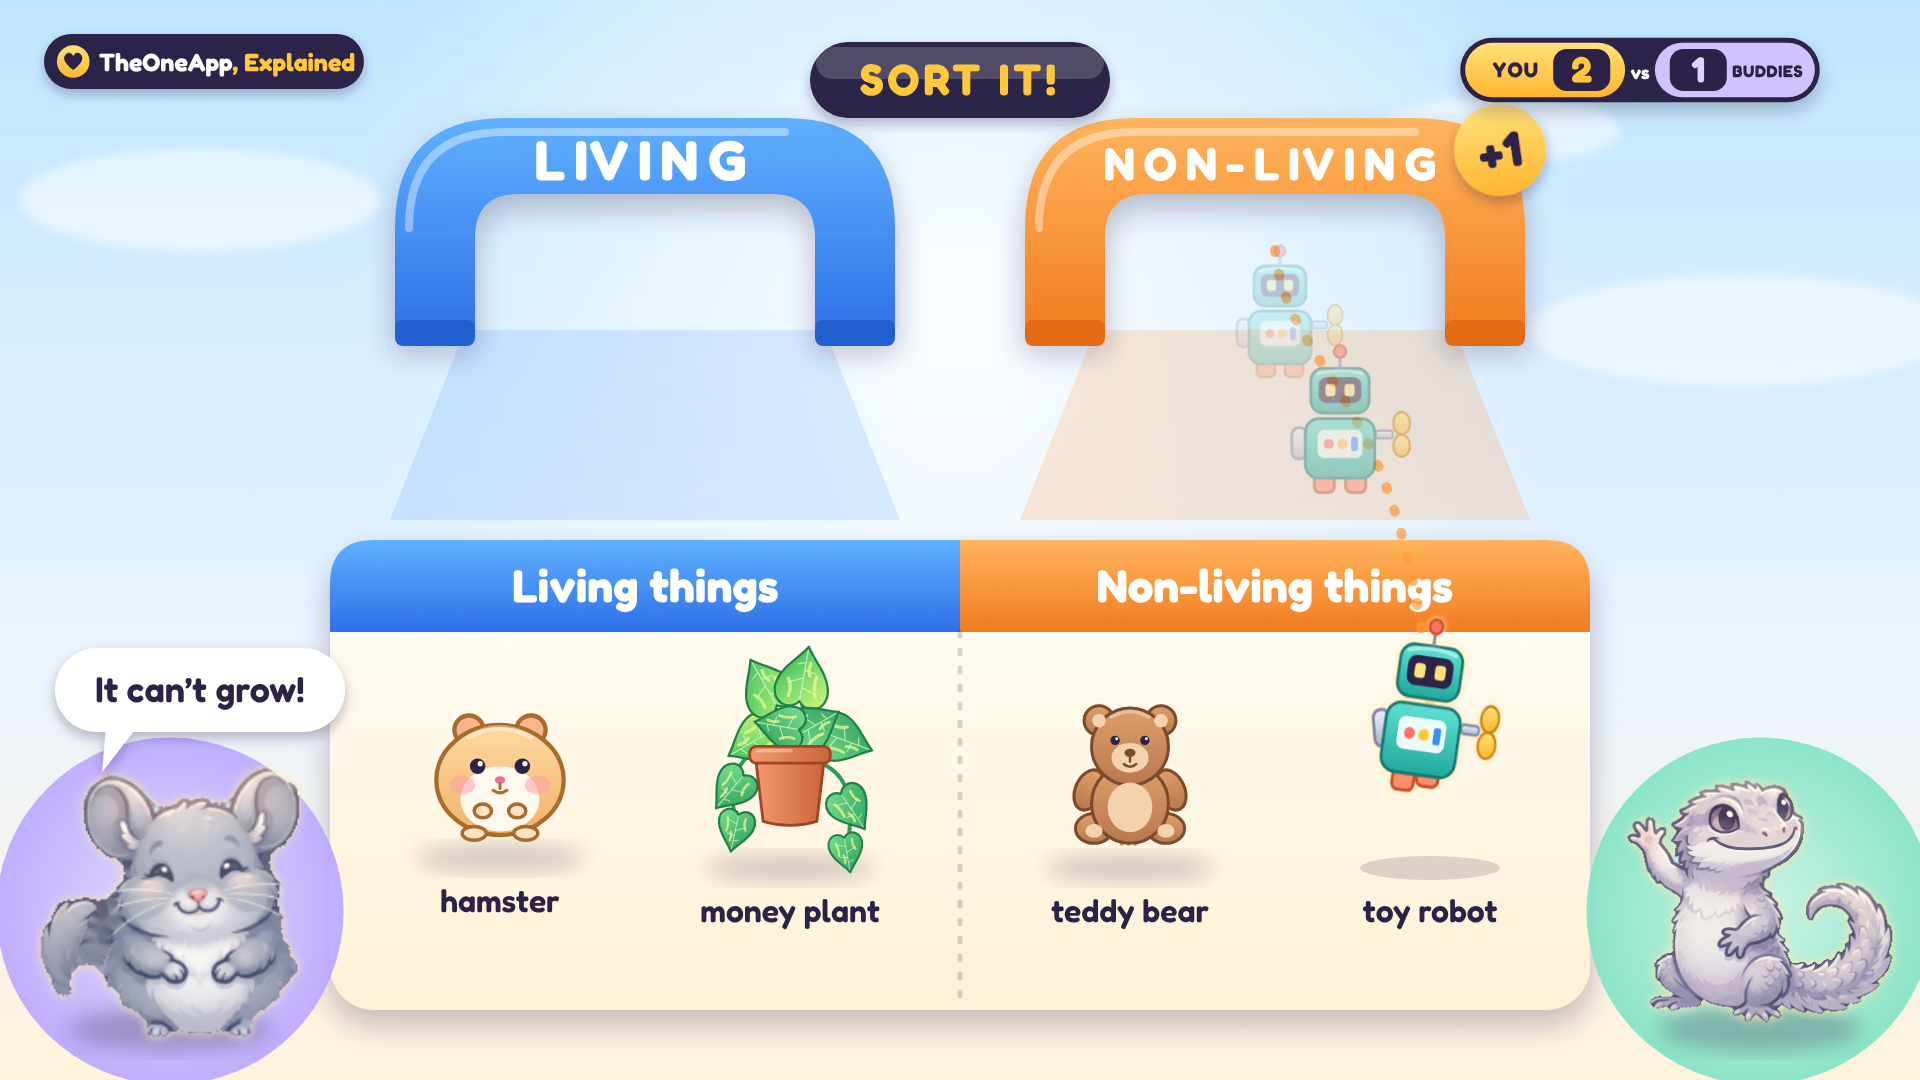 TheOneApp, Explained
SORT IT!
YOU 2 vs 1 BUDDIES
LIVING
NON-LIVING
+1
Living things
Non-living things
It can't grow!
hamster
money plant
teddy bear
toy robot